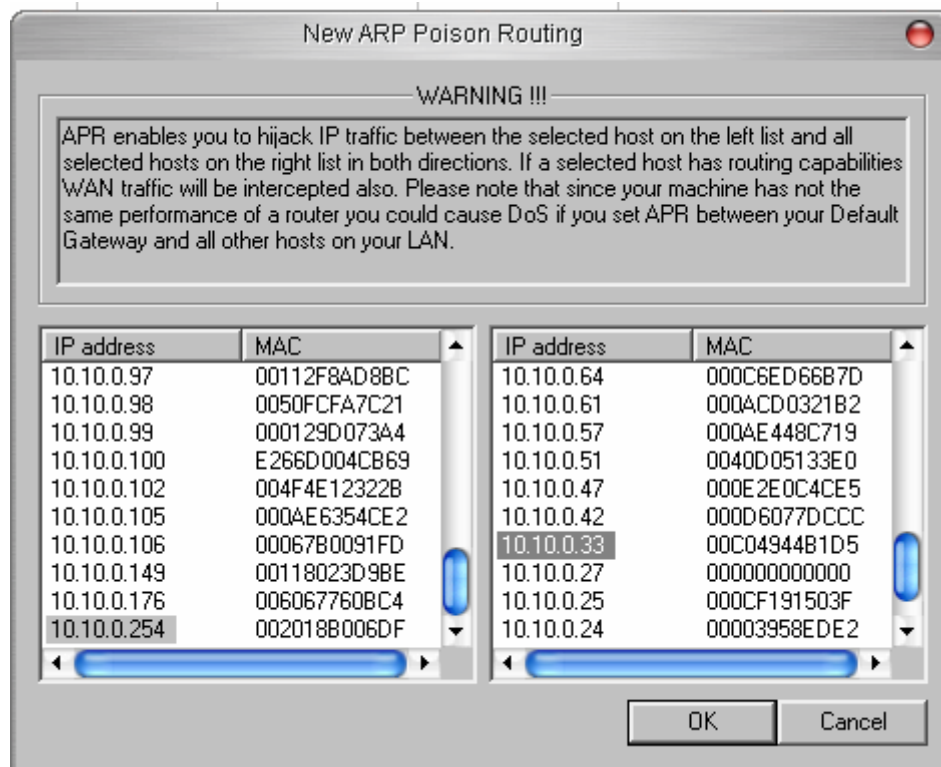 New ARP Poison Routing
WARNING !!!
APR enables you to hijack IP traffic between the selected host on the left list and all
selected hosts on the right list in both directions. If a selected host has routing capabilities
WAN traffic will be intercepted also. Please note that since your machine has not the
same performance of a router you could cause DoS if you set APR between your Default
Gateway and all other hosts on your LAN.
IP address MAC
10.10.0.97 00112F8AD8BC
10.10.0.98 0050FCFA7C21
10.10.0.99 000129D073A4
10.10.0.100 E266D004CB69
10.10.0.102 004F4E12322B
10.10.0.105 000AE6354CE2
10.10.0.106 00067B0091FD
10.10.0.149 00118023D9BE
10.10.0.176 006067760BC4
10.10.0.254 002018B006DF
IP address MAC
10.10.0.64 000C6ED66B7D
10.10.0.61 000ACD0321B2
10.10.0.57 000AE448C719
10.10.0.51 0040D05133E0
10.10.0.47 000E2E0C4CE5
10.10.0.42 000D6077DCCC
10.10.0.33 00C04944B1D5
10.10.0.27 000000000000
10.10.0.25 000CF191503F
10.10.0.24 00003958EDE2
OK Cancel